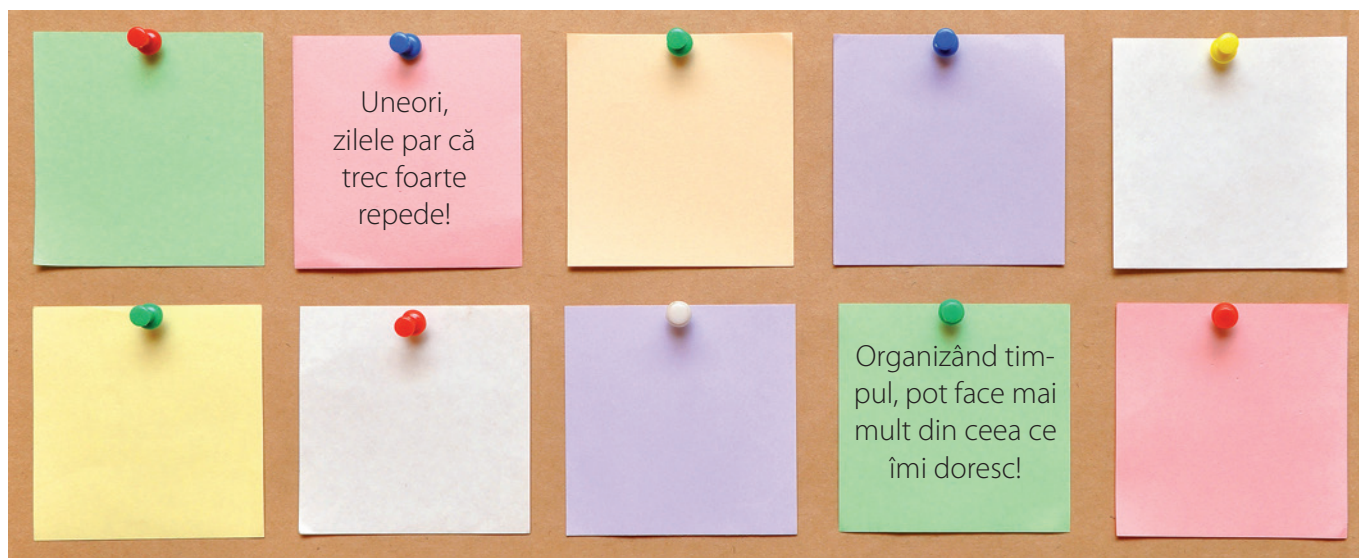 Uneori,
zilele par că
trec foarte
repede!
Organizând tim-
pul, pot face mai
mult din ceea ce
îmi doresc!